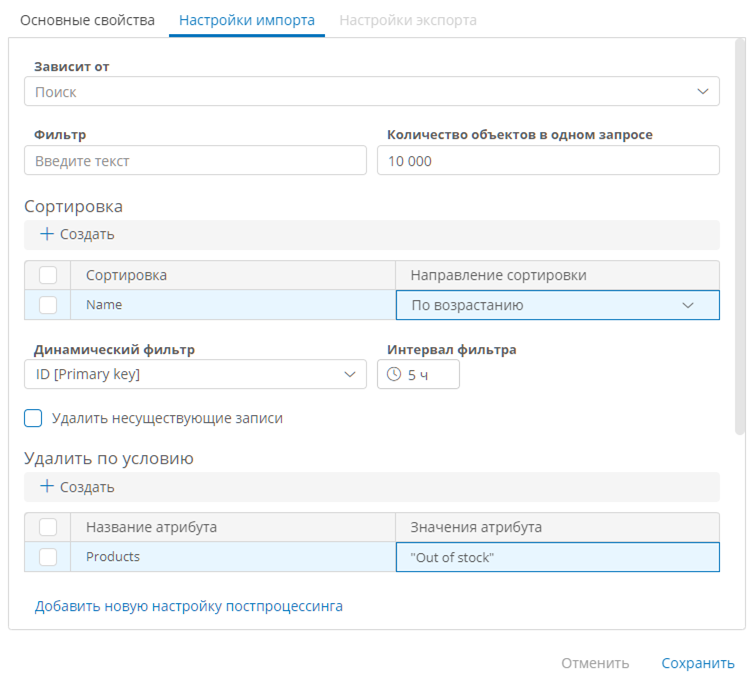 Основные свойства Настройки импорта Настройки экспорта
Зависит от
Поиск
Фильтр Количество объектов в одном запросе
Введите текст 10 000
Сортировка
+ Создать
Сортировка Направление сортировки
Name По возрастанию
Динамический фильтр Интервал фильтра
ID [Primary key] 5 ч
Удалить несуществующие записи
Удалить по условию
+ Создать
Название атрибута Значения атрибута
Products "Out of stock"
Добавить новую настройку постпроцессинга
Отменить Сохранить